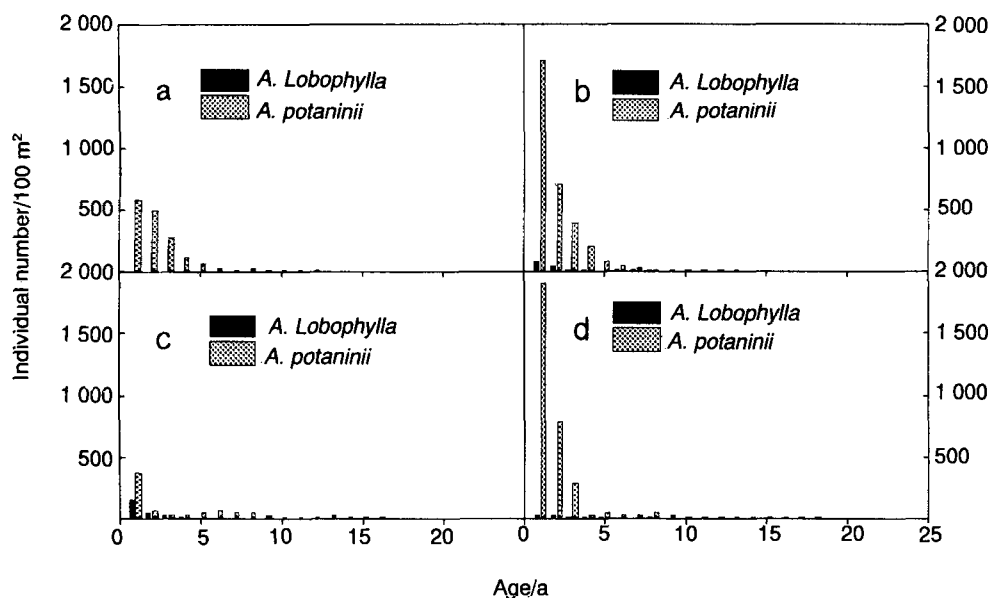 2 000
1 500
1 000
500
2 000
1 500
1 000
500
Individual number/100 m²
a
A. Lobophylla
A. potaninii
b
A. Lobophylla
A. potaninii
2 000
1 500
1 000
500
2 000
1 500
1 000
500
c
A. Lobophylla
A. potaninii
d
A. Lobophylla
A. potaninii
0 5 10 15 20 0 5 10 15 20 25
Age/a